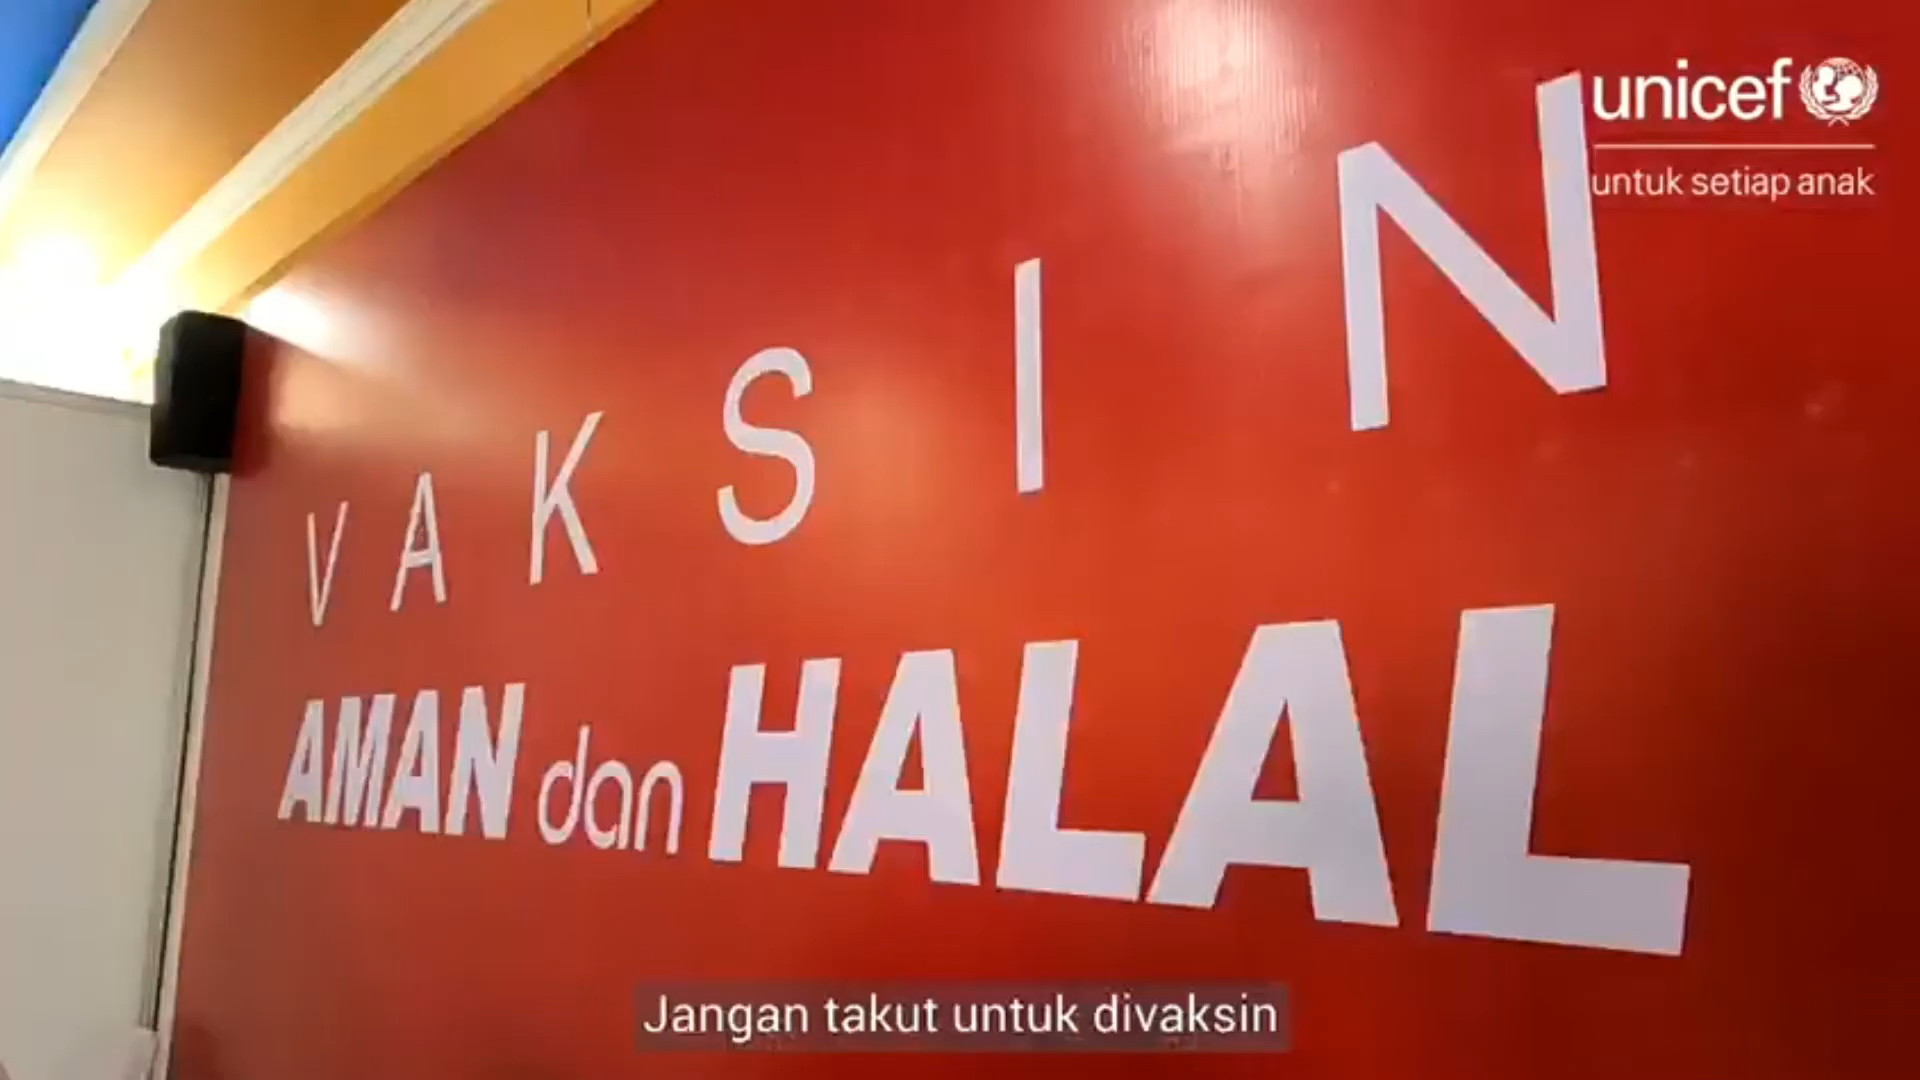 unicef
untuk setiap anak
VAKSIN
AMAN dan HALAL
Jangan takut untuk divaksin